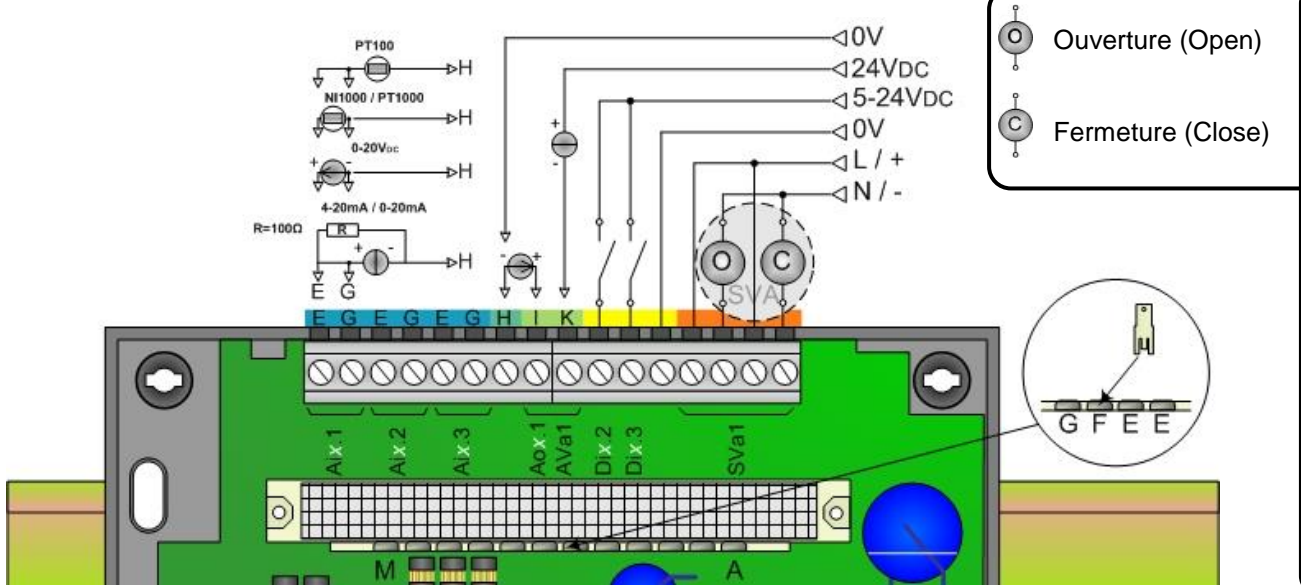 PT100
H
NI1000 / PT1000
H
0-20VDC
+ -
H
4-20mA / 0-20mA
R=100Ω
R
+ -
H
E G
0V
24VDC
5-24VDC
0V
L / +
N / -
+
-
- +
O C
SVA
O Ouverture (Open)
C Fermeture (Close)
E G E G E G H I K
Aix.1
Aix.2
Aix.3
Aox.1
AVa1
Dix.2
Dix.3
SVa1
G F E E
M A